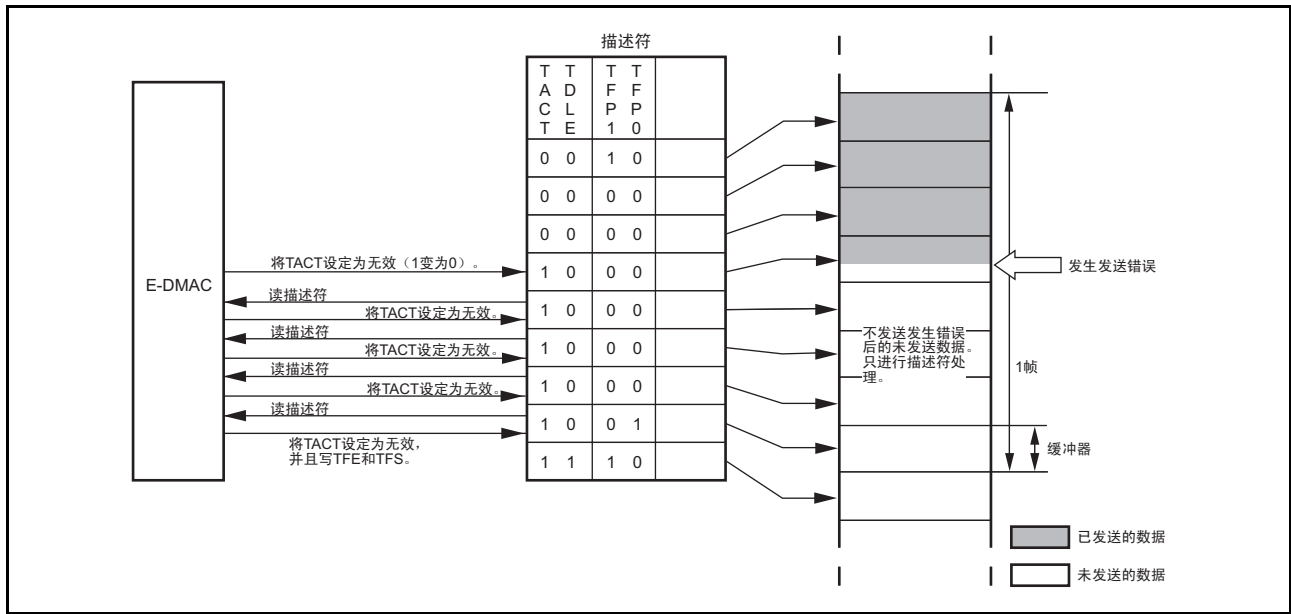 描述符
T T T T
A D F F
C L P P
T E 1 0
0 0 1 0
0 0 0 0
0 0 0 0
1 0 0 0
1 0 0 0
1 0 0 0
1 0 0 0
1 0 0 1
1 1 1 0
E-DMAC
将TACT设定为无效（1变为0）。
读描述符
将TACT设定为无效。
读描述符
将TACT设定为无效。
读描述符
将TACT设定为无效。
读描述符
将TACT设定为无效，
并且写TFE和TFS。
发生发送错误
不发送发生错误
后的未发送数据。
只进行描述符处
理。
1帧
缓冲器
已发送的数据
未发送的数据